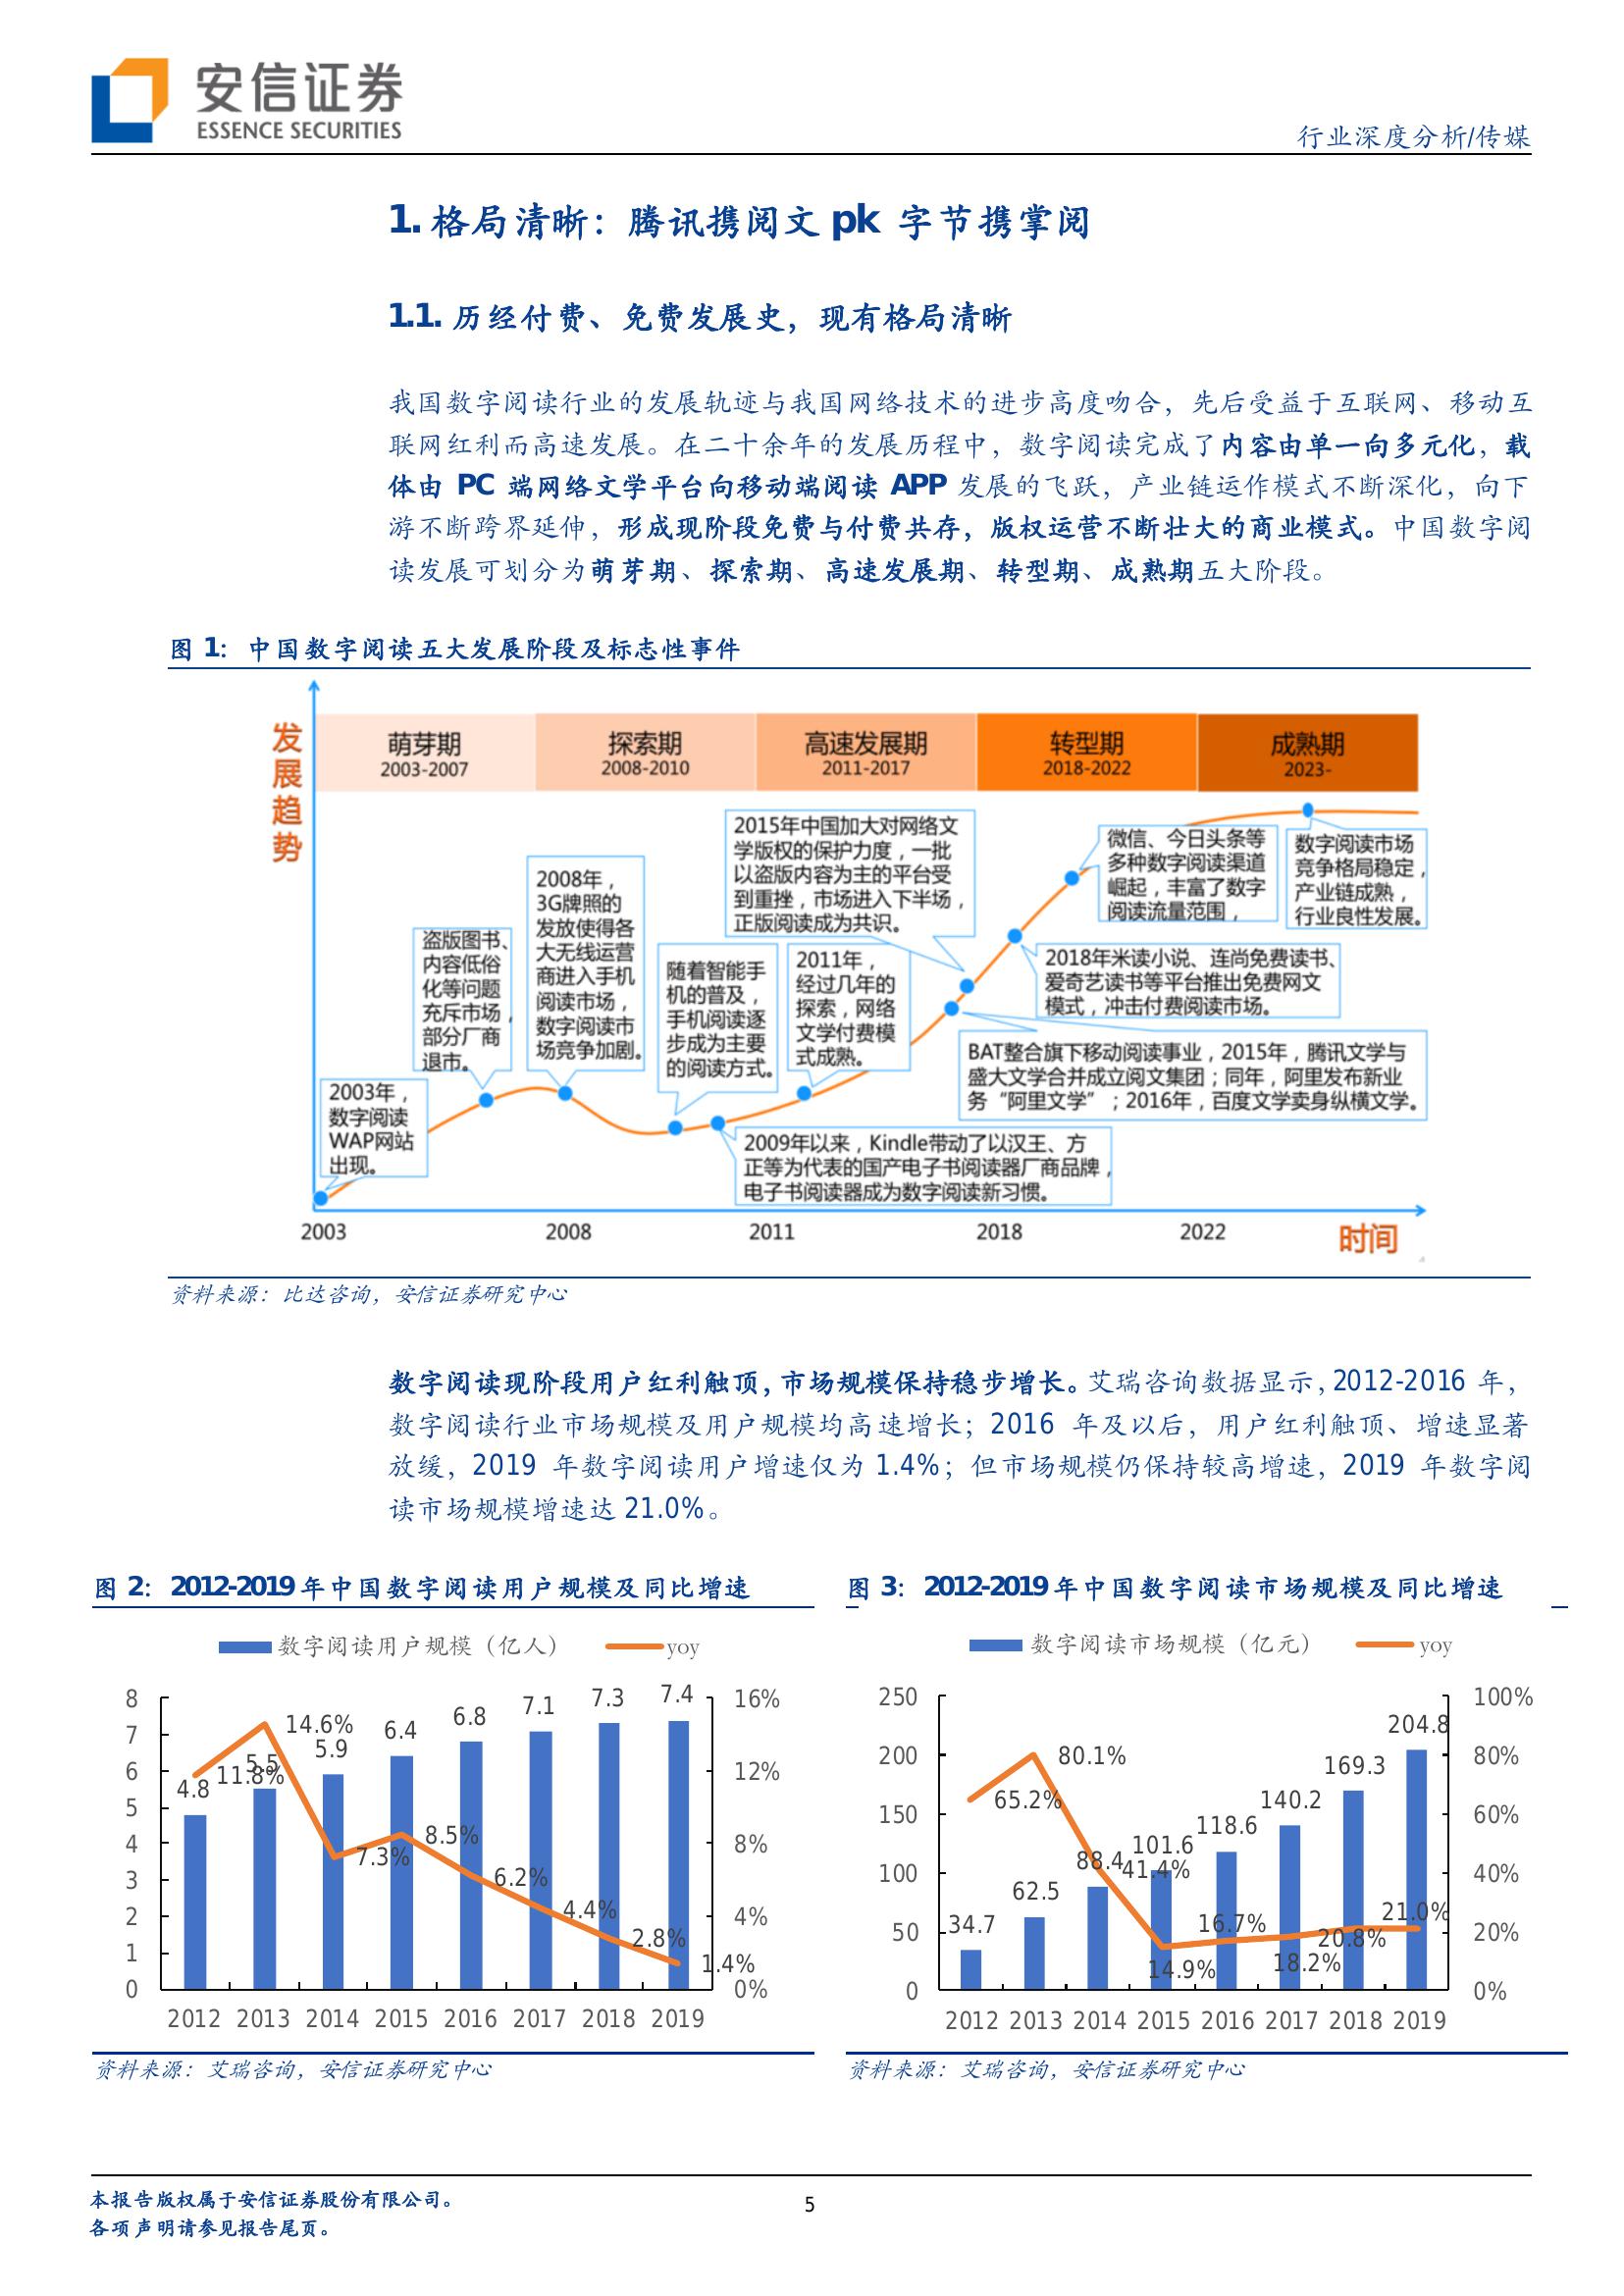 安信证券
ESSENCE SECURITIES
行业深度分析/传媒
1. 格局清晰：腾讯携阅文 pk 字节携掌阅
1.1. 历经付费、免费发展史，现有格局清晰
我国数字阅读行业的发展轨迹与我国网络技术的进步高度吻合，先后受益于互联网、移动互
联网红利而高速发展。在二十余年的发展历程中，数字阅读完成了内容由单一向多元化，载
体由 PC 端网络文学平台向移动端阅读 APP 发展的飞跃，产业链运作模式不断深化，向下
游不断跨界延伸，形成现阶段免费与付费共存，版权运营不断壮大的商业模式。中国数字阅
读发展可划分为萌芽期、探索期、高速发展期、转型期、成熟期五大阶段。
图 1：中国数字阅读五大发展阶段及标志性事件
发展趋势
萌芽期
2003-2007
探索期
2008-2010
高速发展期
2011-2017
转型期
2018-2022
成熟期
2023-
2003年，
数字阅读
WAP网站
出现。
盗版图书、
内容低俗
化等问题
充斥市场，
部分厂商
退市。
2008年，
3G牌照的
发放使得各
大无线运营
商进入手机
阅读市场，
数字阅读市
场竞争加剧。
随着智能手
机的普及，
手机阅读逐
步成为主要
的阅读方式。
2009年以来，Kindle带动了以汉王、方
正等为代表的国产电子书阅读器厂商品牌，
电子书阅读器成为数字阅读新习惯。
2011年，
经过几年的
探索，网络
文学付费模
式成熟。
2015年中国加大对网络文
学版权的保护力度，一批
以盗版内容为主的平台受
到重挫，市场进入下半场，
正版阅读成为共识。
BAT整合旗下移动阅读事业，2015年，腾讯文学与
盛大文学合并成立阅文集团；同年，阿里发布新业
务“阿里文学”；2016年，百度文学卖身纵横文学。
2018年米读小说、连尚免费读书、
爱奇艺读书等平台推出免费网文
模式，冲击付费阅读市场。
微信、今日头条等
多种数字阅读渠道
崛起，丰富了数字
阅读流量范围，
数字阅读市场
竞争格局稳定，
产业链成熟，
行业良性发展。
2003 2008 2011 2018 2022 时间
资料来源：比达咨询，安信证券研究中心
数字阅读现阶段用户红利触顶，市场规模保持稳步增长。艾瑞咨询数据显示，2012-2016 年，
数字阅读行业市场规模及用户规模均高速增长；2016 年及以后，用户红利触顶、增速显著
放缓，2019 年数字阅读用户增速仅为 1.4%；但市场规模仍保持较高增速，2019 年数字阅
读市场规模增速达 21.0%。
图 2：2012-2019年中国数字阅读用户规模及同比增速
数字阅读用户规模（亿人） yoy
8
7
6
5
4
3
2
1
0
4.8 5.5 5.9 6.4 6.8 7.1 7.3 7.4
11.8% 14.6% 7.3% 8.5% 6.2% 4.4% 2.8% 1.4%
16%
12%
8%
4%
0%
2012 2013 2014 2015 2016 2017 2018 2019
资料来源：艾瑞咨询，安信证券研究中心
图 3：2012-2019年中国数字阅读市场规模及同比增速
数字阅读市场规模（亿元） yoy
250
200
150
100
50
0
34.7 62.5 88.4 101.6 118.6 140.2 169.3 204.8
65.2% 80.1% 41.4% 14.9% 16.7% 18.2% 20.8% 21.0%
100%
80%
60%
40%
20%
0%
2012 2013 2014 2015 2016 2017 2018 2019
资料来源：艾瑞咨询，安信证券研究中心
本报告版权属于安信证券股份有限公司。
各项声明请参见报告尾页。
5